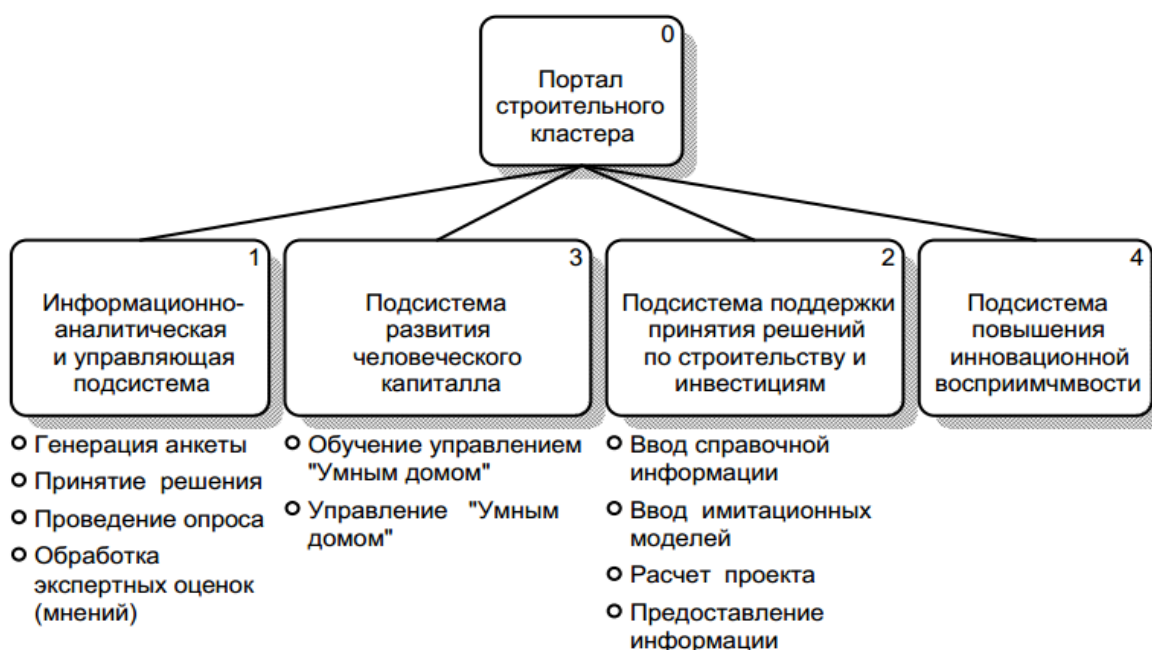 0
Портал
строительного
кластера
1
Информационно-
аналитическая
и управляющая
подсистема
Генерация анкеты
Принятие решения
Проведение опроса
Обработка
экспертных оценок
(мнений)
3
Подсистема
развития
человеческого
капиталла
Обучение управлением
"Умным домом"
Управление "Умным
домом"
2
Подсистема поддержки
принятия решений
по строительству и
инвестициям
Ввод справочной
информации
Ввод имитационных
моделей
Расчет проекта
Предоставление
информации
4
Подсистема
повышения
инновационной
восприимчмвости